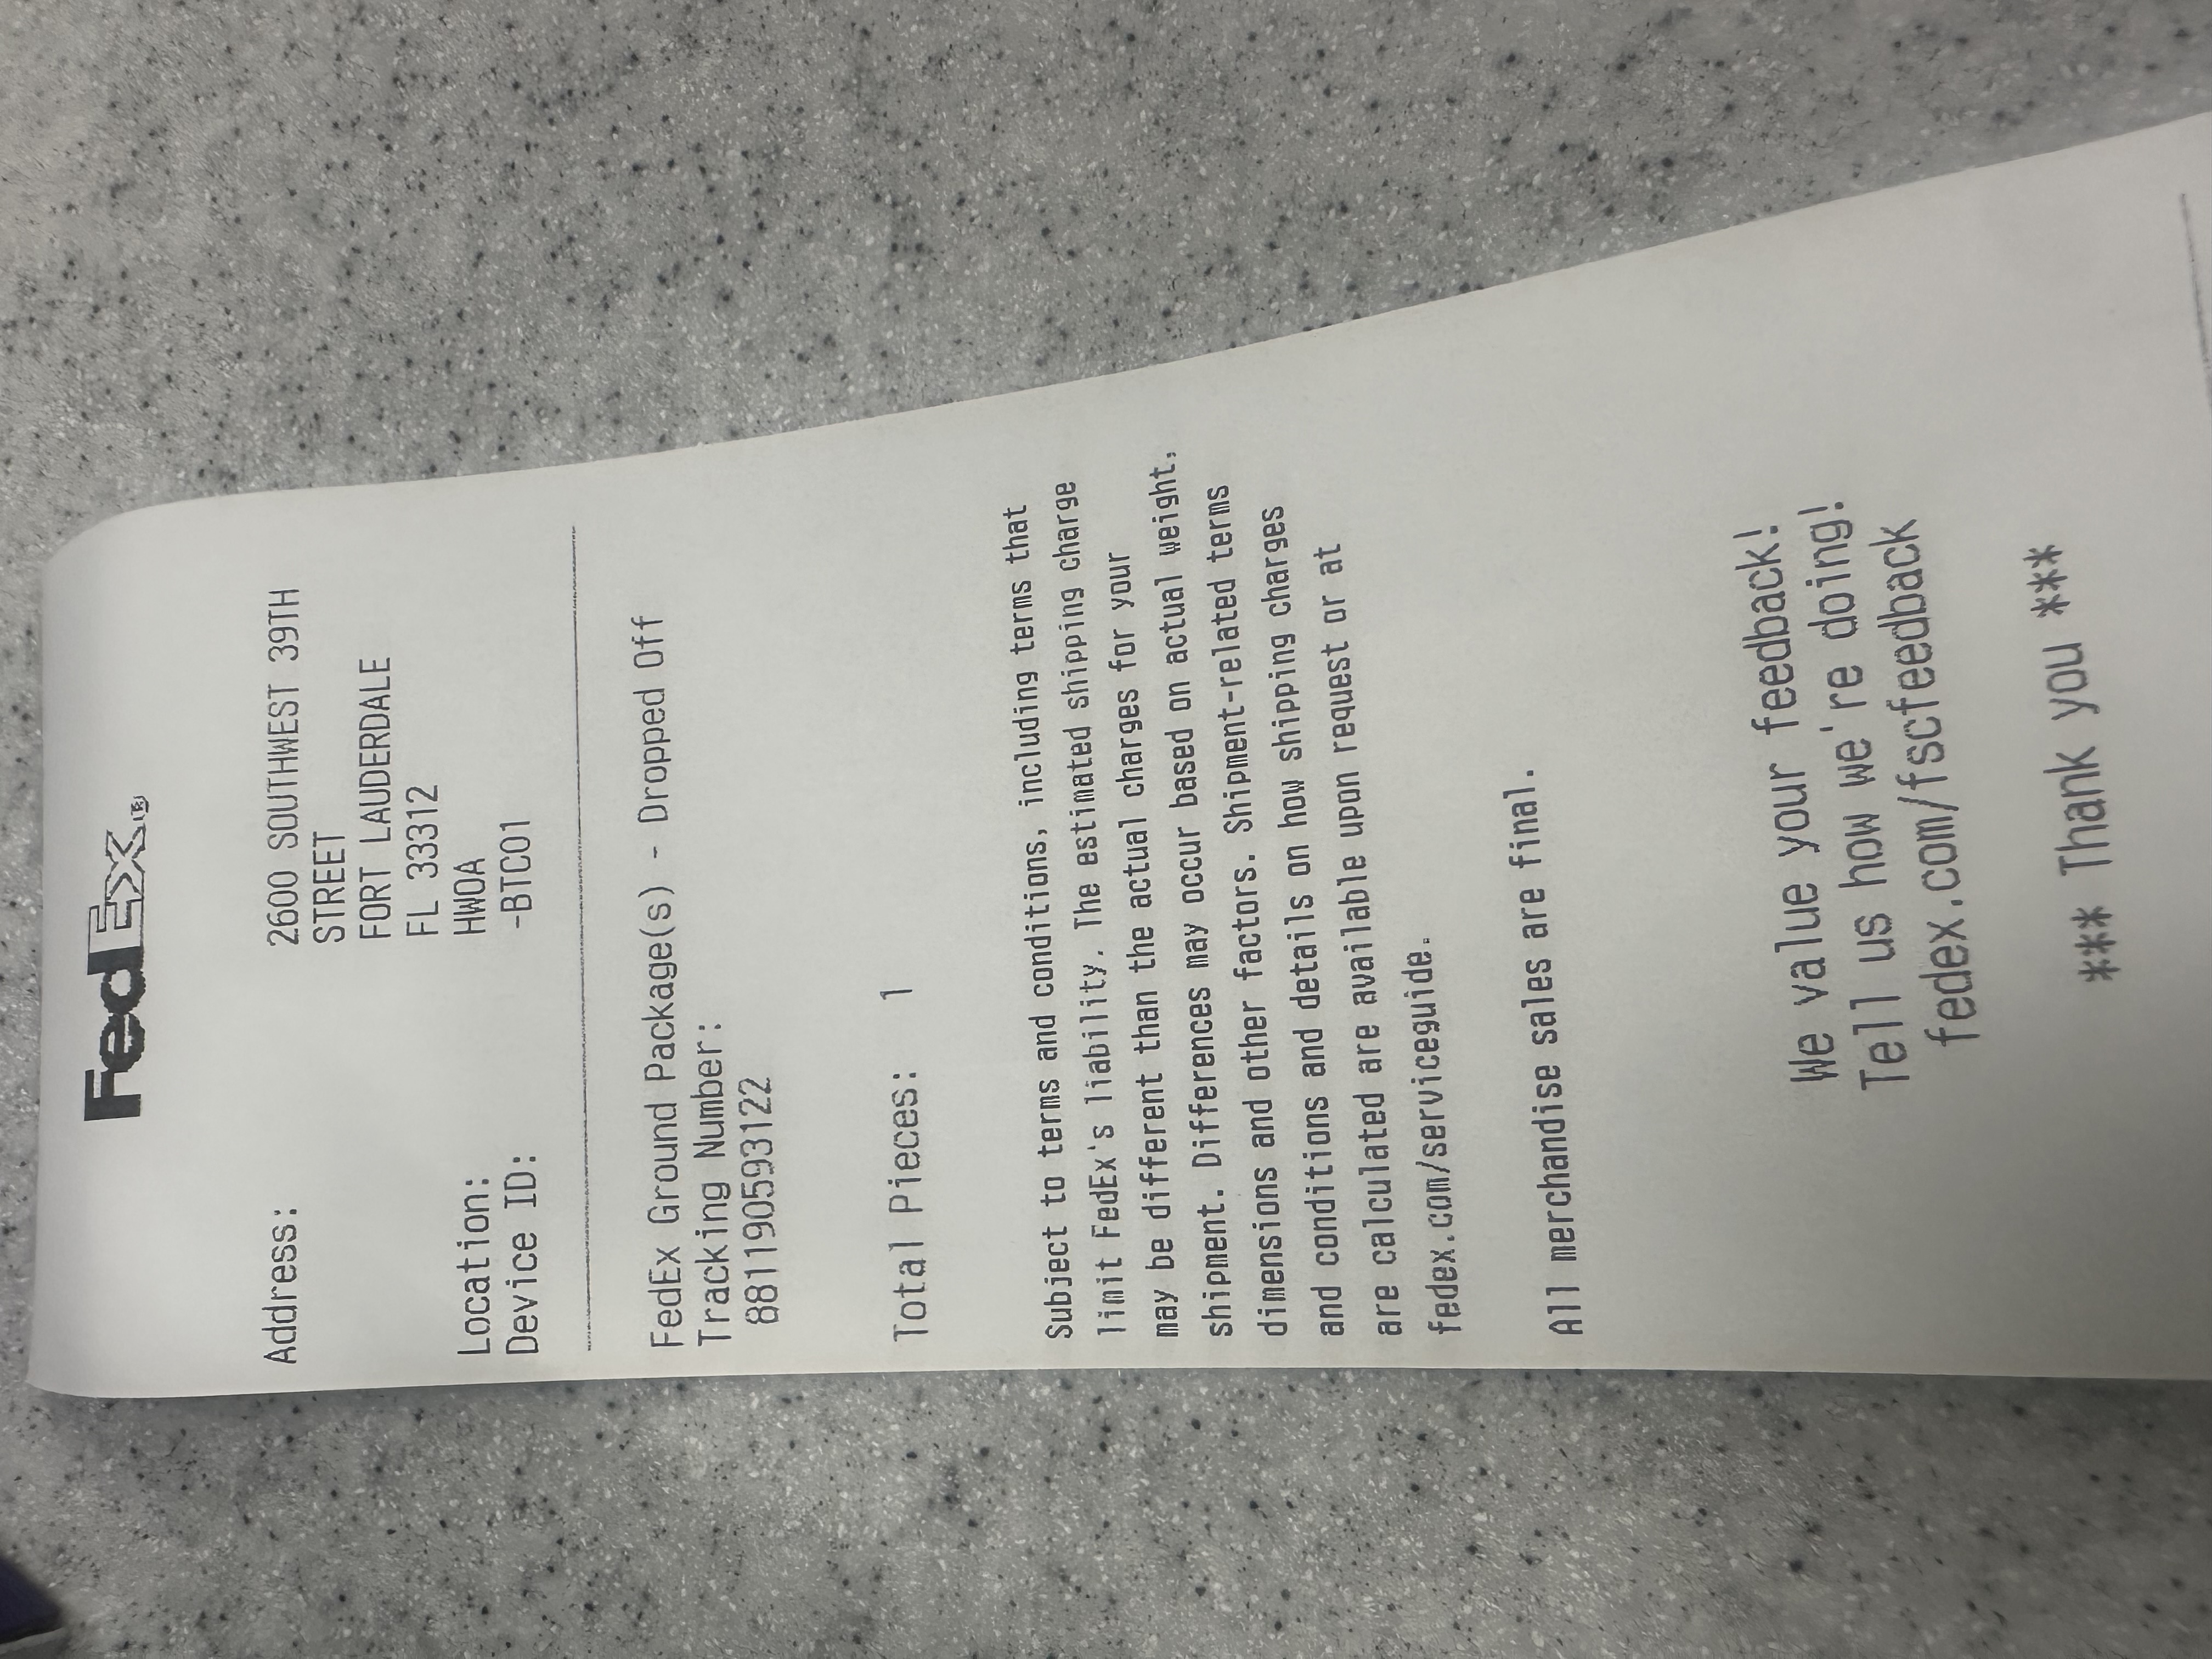 FedEx®
Address: 2600 SOUTHWEST 39TH
STREET
FORT LAUDERDALE
FL 33312
Location: HWOA
Device ID: -BTC01
FedEx Ground Package(s) - Dropped Off
Tracking Number:
881190593122
Total Pieces: 1
Subject to terms and conditions, including terms that
limit FedEx's liability. The estimated shipping charge
may be different than the actual charges for your
shipment. Differences may occur based on actual weight,
dimensions and other factors. Shipment-related terms
and conditions and details on how shipping charges
are calculated are available upon request or at
fedex.com/serviceguide.
All merchandise sales are final.
We value your feedback!
Tell us how we're doing!
fedex.com/fscfeedback
*** Thank you ***